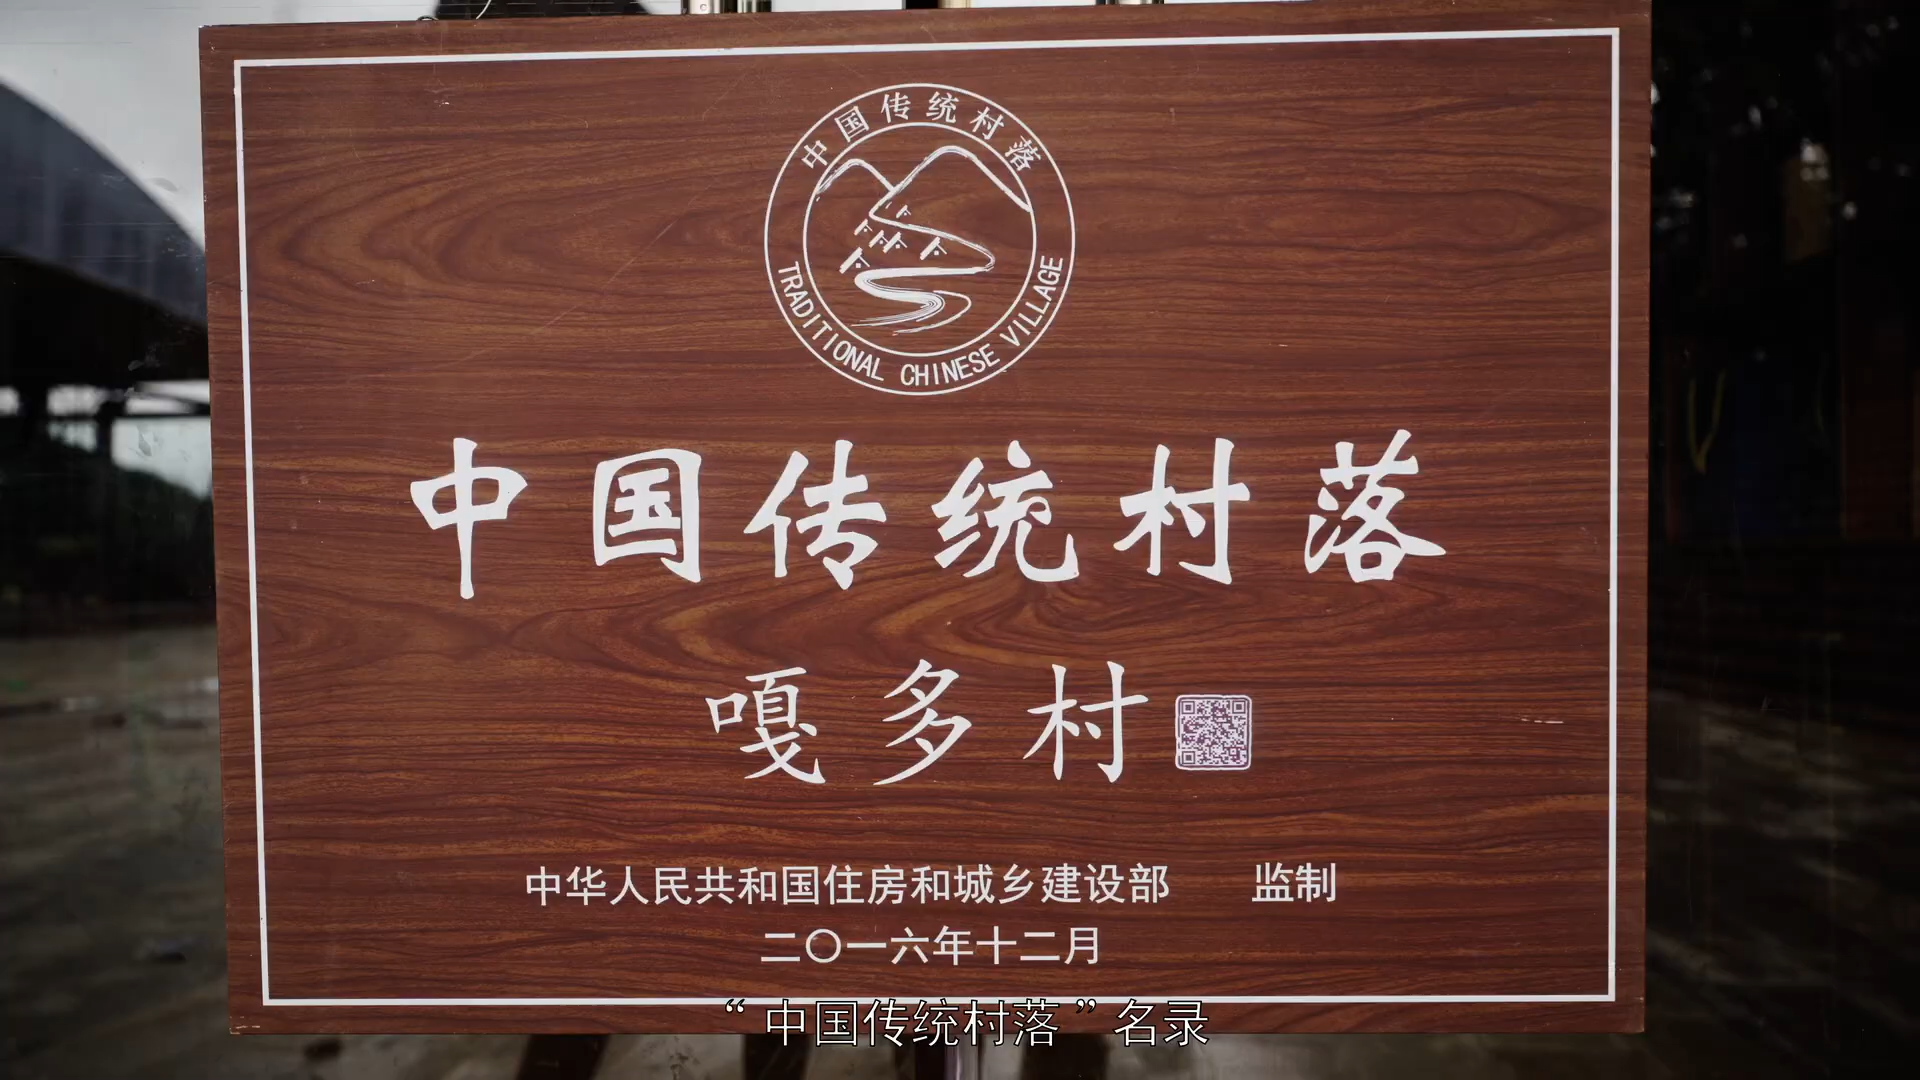 中国传统村落
TRADITIONAL CHINESE VILLAGE
中国传统村落
嘎多村
中华人民共和国住房和城乡建设部 监制
二〇一六年十二月
“中国传统村落”名录